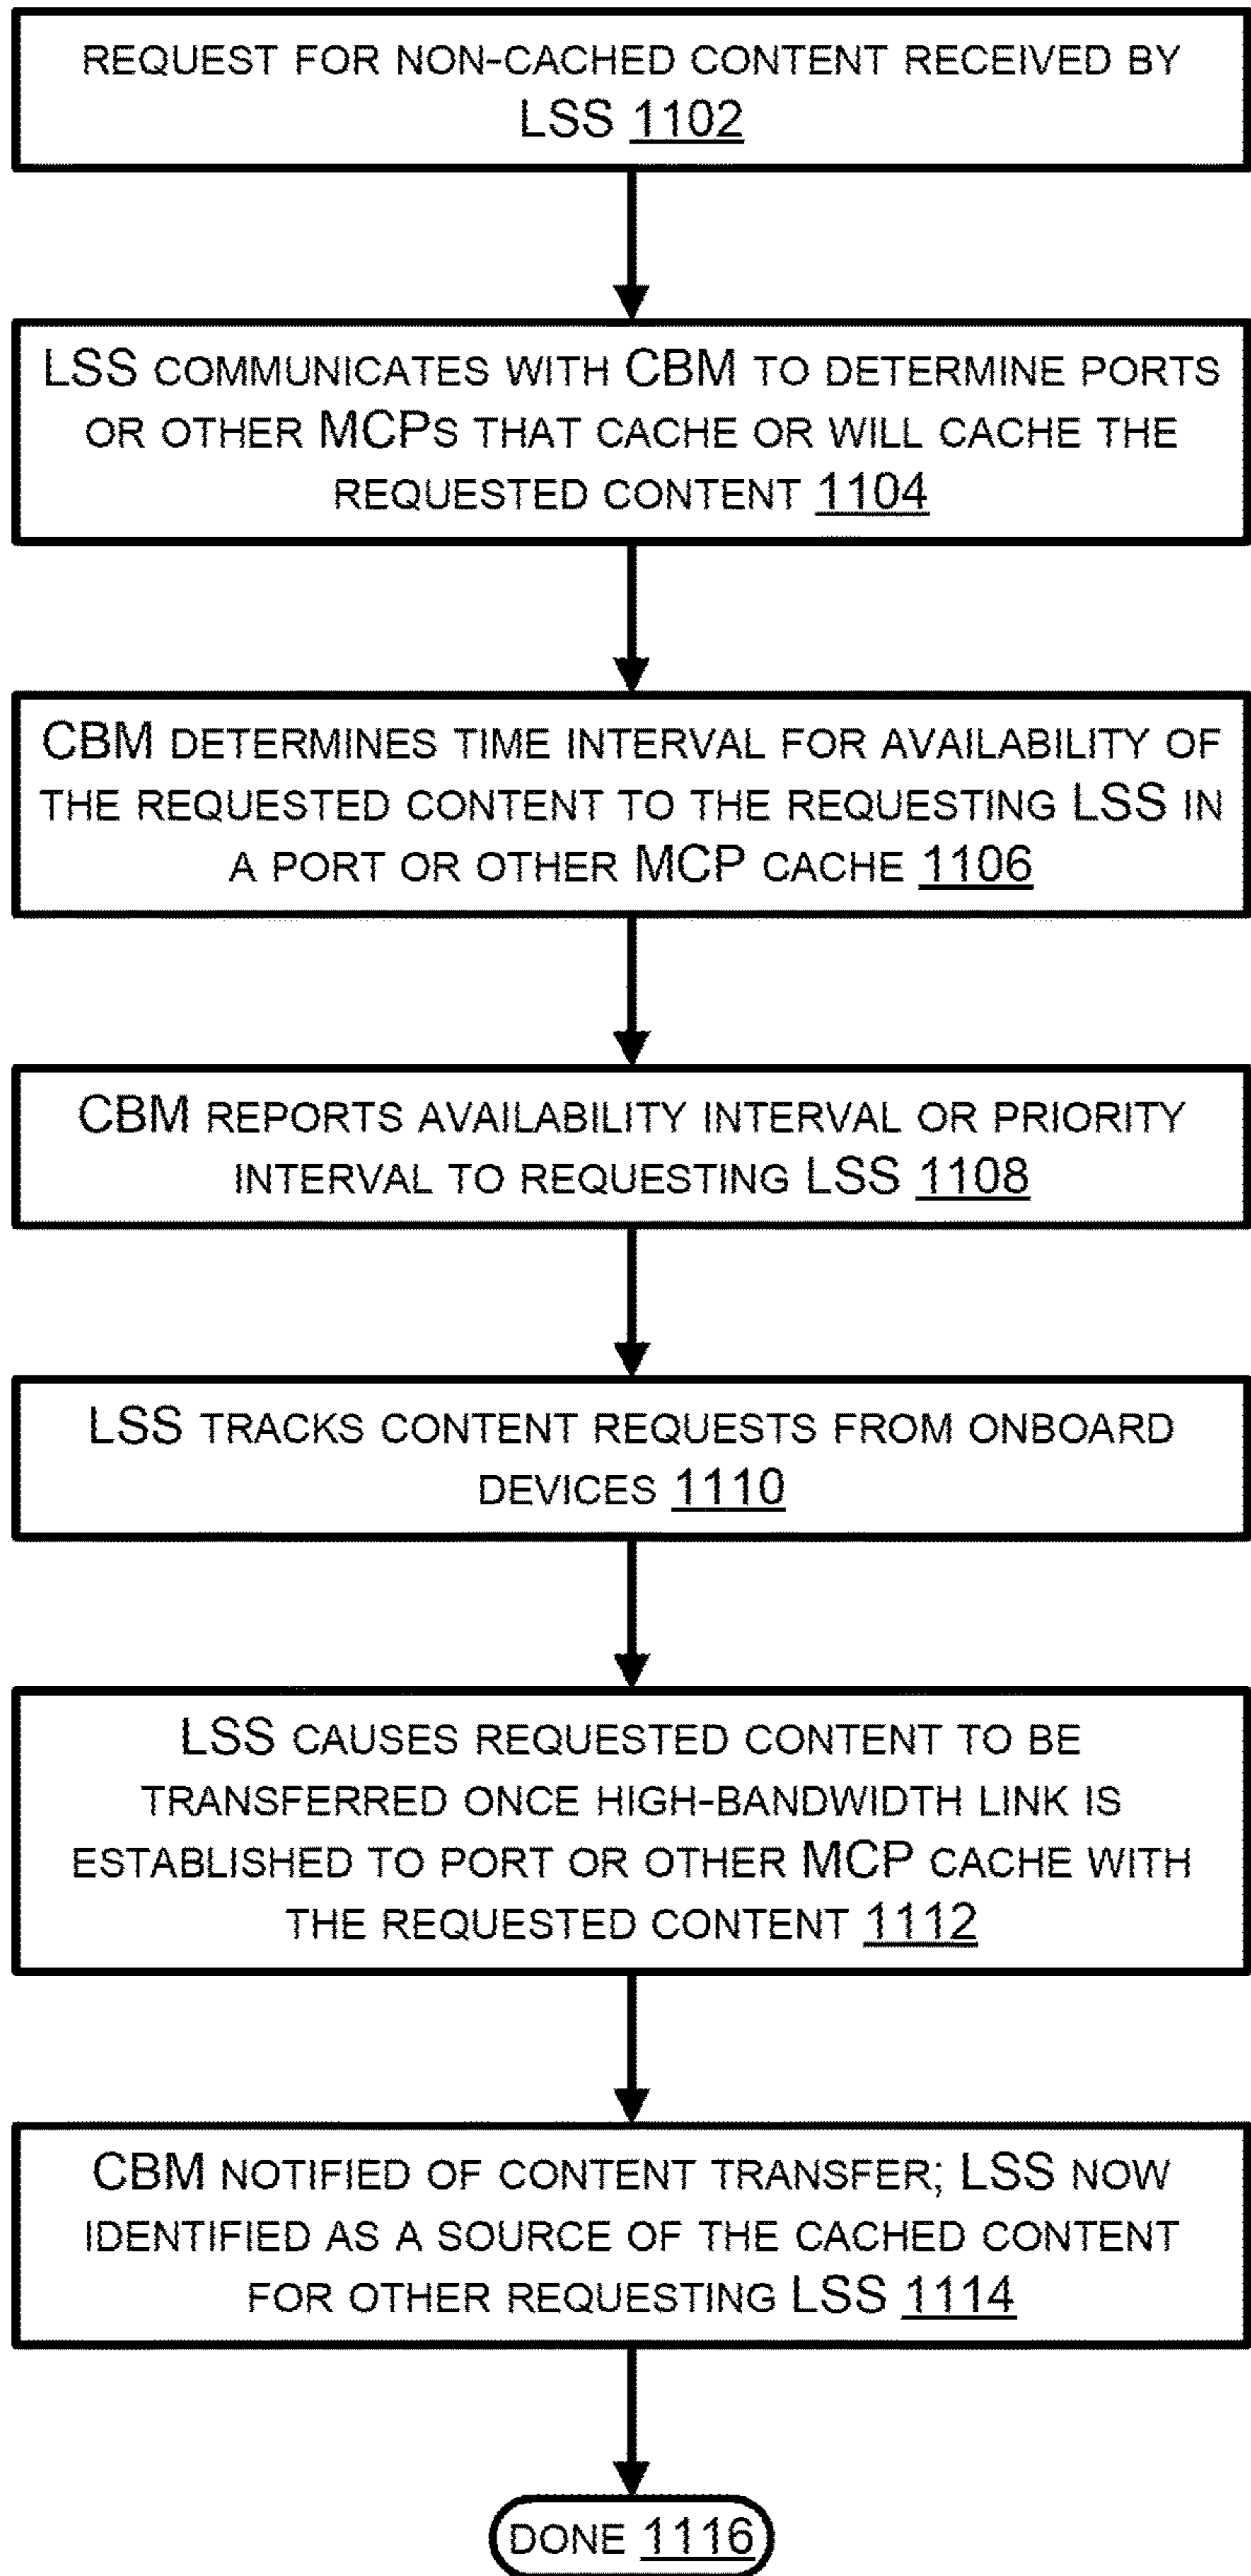 REQUEST FOR NON-CACHED CONTENT RECEIVED BY
LSS 1102
LSS COMMUNICATES WITH CBM TO DETERMINE PORTS
OR OTHER MCPS THAT CACHE OR WILL CACHE THE
REQUESTED CONTENT 1104
CBM DETERMINES TIME INTERVAL FOR AVAILABILITY OF
THE REQUESTED CONTENT TO THE REQUESTING LSS IN
A PORT OR OTHER MCP CACHE 1106
CBM REPORTS AVAILABILITY INTERVAL OR PRIORITY
INTERVAL TO REQUESTING LSS 1108
LSS TRACKS CONTENT REQUESTS FROM ONBOARD
DEVICES 1110
LSS CAUSES REQUESTED CONTENT TO BE
TRANSFERRED ONCE HIGH-BANDWIDTH LINK IS
ESTABLISHED TO PORT OR OTHER MCP CACHE WITH
THE REQUESTED CONTENT 1112
CBM NOTIFIED OF CONTENT TRANSFER; LSS NOW
IDENTIFIED AS A SOURCE OF THE CACHED CONTENT
FOR OTHER REQUESTING LSS 1114
DONE 1116